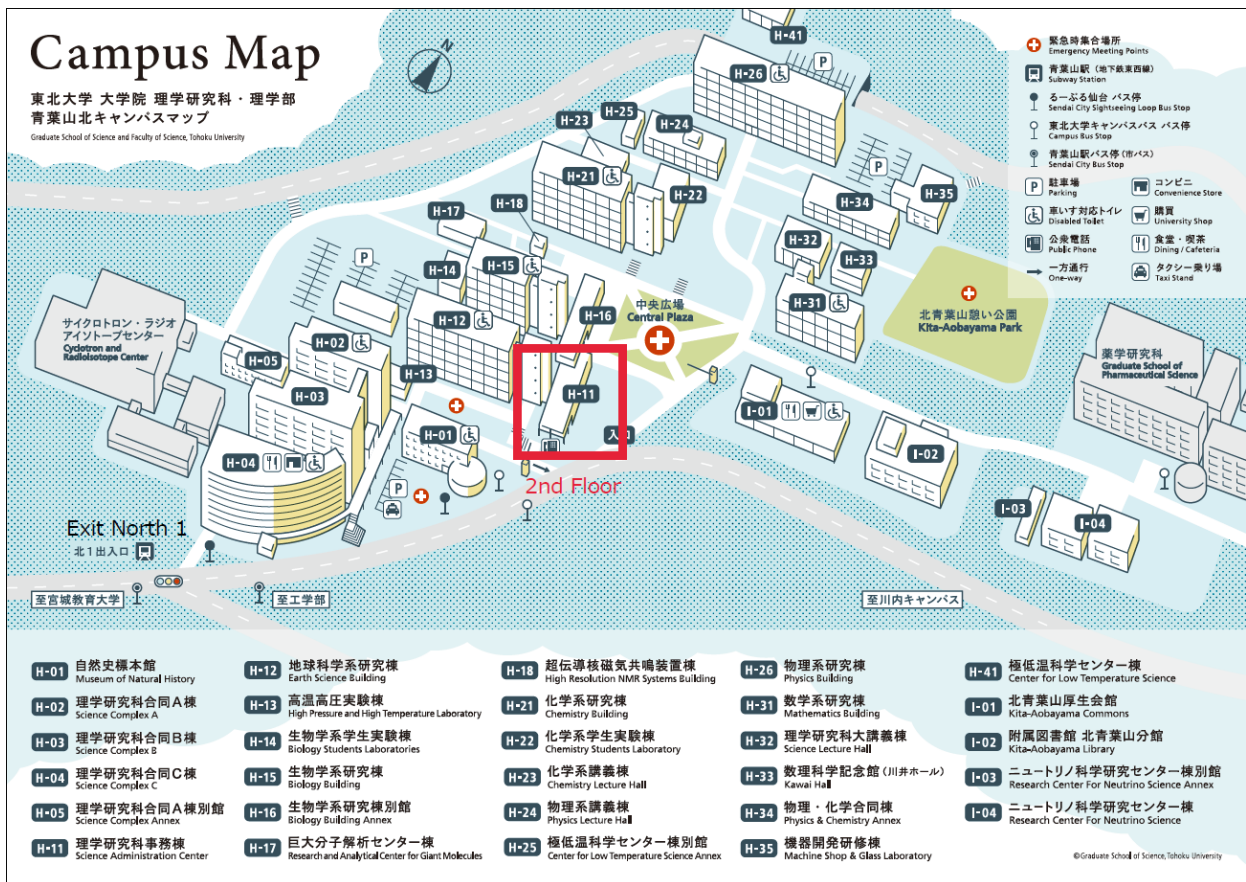 Campus Map
東北大学 大学院 理学研究科・理学部
青葉山北キャンパスマップ
Graduate School of Science and Faculty of Science, Tohoku University
N
緊急時集合場所
Emergency Meeting Points
青葉山駅（地下鉄東西線）
Subway Station
るーぷる仙台 バス停
Sendai City Sightseeing Loop Bus Stop
東北大学キャンパスバス バス停
Campus Bus Stop
青葉山駅バス停（市バス）
Sendai City Bus Stop
P
駐車場
Parking
コンビニ
Convenience Store
車いす対応トイレ
Disabled Toilet
購買
University Shop
公衆電話
Public Phone
食堂・喫茶
Dining / Cafeteria
一方通行
One-way
タクシー乗り場
Taxi Stand
H-41
H-26
P
H-25
H-24
H-23
H-21
H-22
P
H-35
H-34
H-17
H-18
H-32
H-33
H-14
H-15
P
H-16
H-31
中央広場
Central Plaza
北青葉山憩い公園
Kita-Aobayama Park
サイクロトロン・ラジオ
アイソトープセンター
Cyclotron and
Radioisotope Center
薬学研究科
Graduate School of
Pharmaceutical Science
H-12
H-02
H-05
H-13
H-03
H-11
H-01
入口
I-01
I-02
H-04
P
2nd Floor
I-03
I-04
Exit North 1
北1出入口
至宮城教育大学
至工学部
至川内キャンパス
H-01 自然史標本館
Museum of Natural History
H-02 理学研究科合同A棟
Science Complex A
H-03 理学研究科合同B棟
Science Complex B
H-04 理学研究科合同C棟
Science Complex C
H-05 理学研究科合同A棟別館
Science Complex Annex
H-11 理学研究科事務棟
Science Administration Center
H-12 地球科学系研究棟
Earth Science Building
H-13 高温高圧実験棟
High Pressure and High Temperature Laboratory
H-14 生物学系学生実験棟
Biology Students Laboratories
H-15 生物学系研究棟
Biology Building
H-16 生物学系研究棟別館
Biology Building Annex
H-17 巨大分子解析センター棟
Research and Analytical Center for Giant Molecules
H-18 超伝導核磁気共鳴装置棟
High Resolution NMR Systems Building
H-21 化学系研究棟
Chemistry Building
H-22 化学系学生実験棟
Chemistry Students Laboratory
H-23 化学系講義棟
Chemistry Lecture Hall
H-24 物理系講義棟
Physics Lecture Hall
H-25 極低温科学センター棟別館
Center for Low Temperature Science Annex
H-26 物理系研究棟
Physics Building
H-31 数学系研究棟
Mathematics Building
H-32 理学研究科大講義棟
Science Lecture Hall
H-33 数理科学記念館（川井ホール）
Kawai Hall
H-34 物理・化学合同棟
Physics & Chemistry Annex
H-35 機器開発研修棟
Machine Shop & Glass Laboratory
H-41 極低温科学センター棟
Center for Low Temperature Science
I-01 北青葉山厚生会館
Kita-Aobayama Commons
I-02 附属図書館 北青葉山分館
Kita-Aobayama Library
I-03 ニュートリノ科学研究センター棟別館
Research Center For Neutrino Science Annex
I-04 ニュートリノ科学研究センター棟
Research Center For Neutrino Science
©Graduate School of Science, Tohoku University